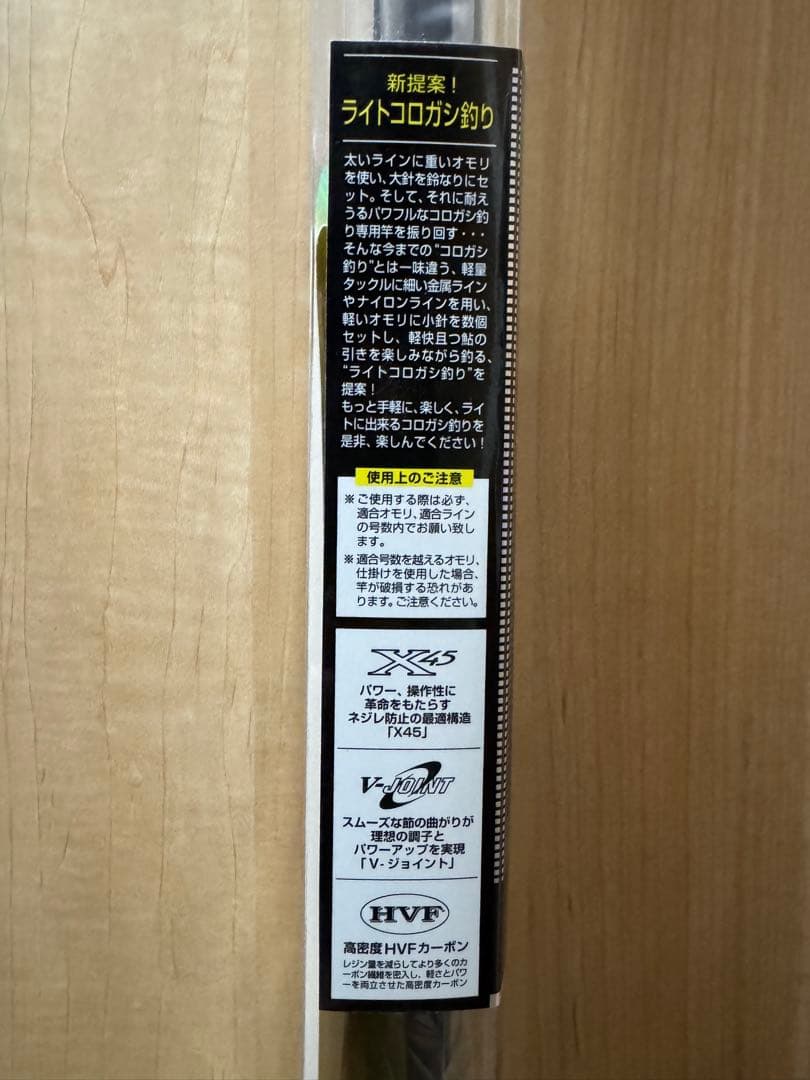 新提案！
ライトコロガシ釣り
太いラインに重いオモリ
を使い、大針を鈴なりにセ
ット。そして、それに耐え
うるパワフルなコロガシ釣
り専用竿を振り回す・・・
そんな今までの“コロガシ
釣り”とは一味違う、軽量
タックルに細い金属ライン
やナイロンラインを用い、
軽いオモリに小針を数個
セットし、軽快且つ鮎の
引きを楽しみながら釣る、
“ライトコロガシ釣り”を
提案！
もっと手軽に、楽しく、ライ
トに出来るコロガシ釣りを
是非、楽しんでください！
使用上のご注意
※ご使用する際は必ず、
適合オモリ、適合ライン
の号数内でお願い致し
ます。
※適合号数を越えるオモリ、
仕掛けを使用した場合、
竿が破損する恐れがあ
ります。ご注意ください。
X45
パワー、操作性に
革命をもたらす
ネジレ防止の最適構造
「X45」
V-JOINT
スムーズな節の曲がりが
理想の調子と
パワーアップを実現
「V-ジョイント」
HVF
高密度HVFカーボン
レジン量を減らしてより多くのカ
ーボン繊維を密入し、軽さとパワ
ーを両立させた高密度カーボン